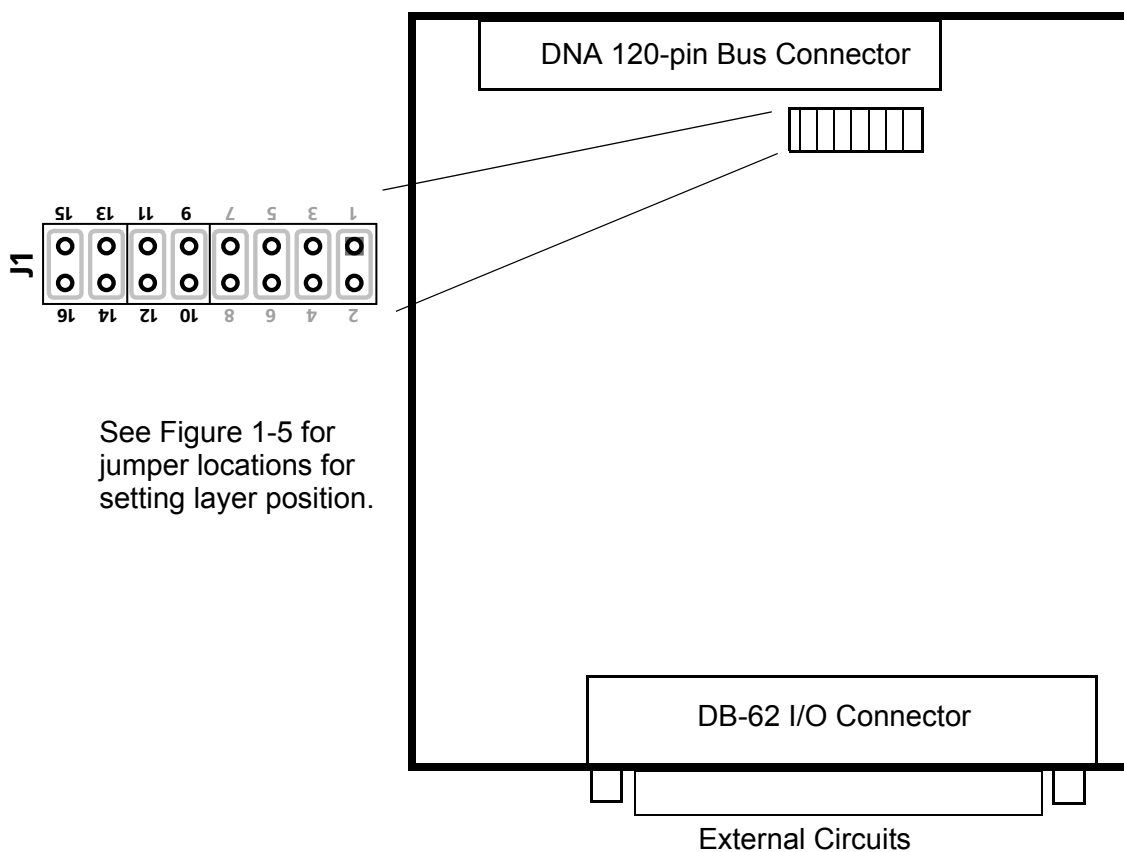 DNA 120-pin Bus Connector
15 13 11 9 7 5 3 1
J1
16 14 12 10 8 6 4 2
See Figure 1-5 for
jumper locations for
setting layer position.
DB-62 I/O Connector
External Circuits